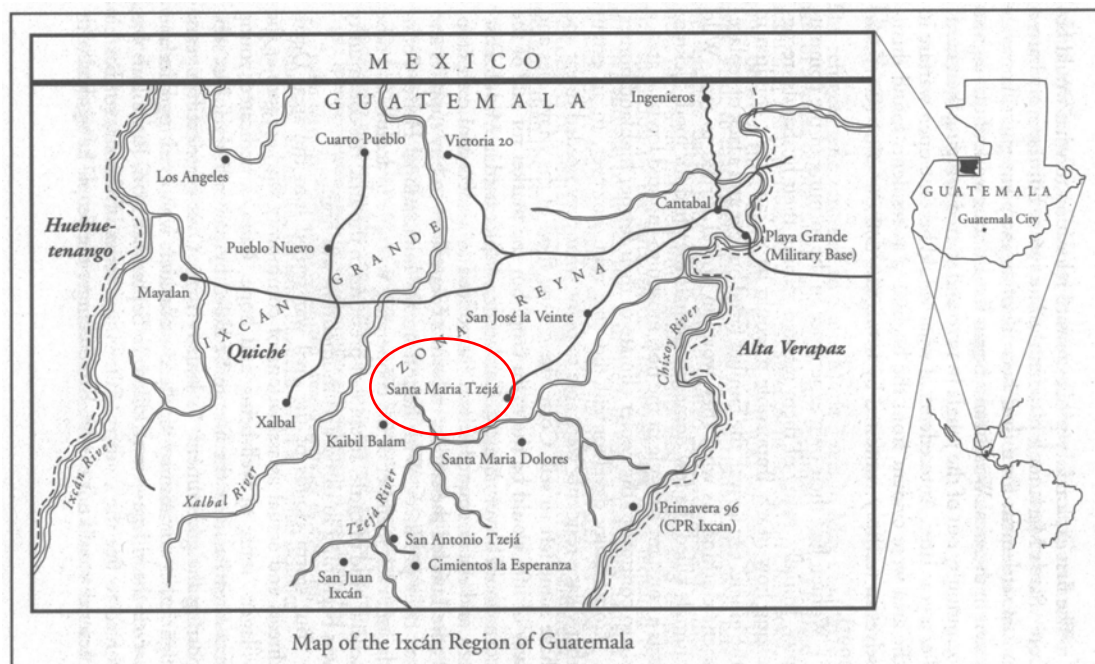 MEXICO
GUATEMALA
Ingenieros
Cuarto Pueblo
Victoria 20
Los Angeles
Cantabal
Huehue-
tenango
Pueblo Nuevo
Playa Grande
(Military Base)
Mayalan
IXCÁN GRANDE
ZONA REYNA
San José la Veinte
Quiché
Chixoy River
Alta Verapaz
Santa Maria Tzejá
Xalbal
Kaibil Balam
Santa Maria Dolores
Ixcán River
Xalbal River
Tzejá River
Primavera 96
(CPR Ixcan)
San Antonio Tzejá
Cimientos la Esperanza
San Juan
Ixcán
GUATEMALA
Guatemala City
Map of the Ixcán Region of Guatemala